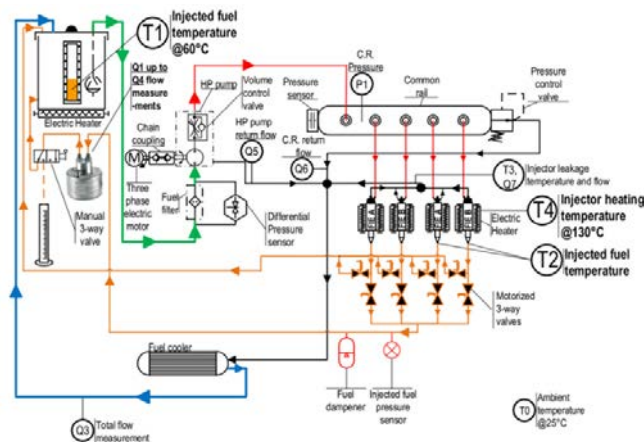 T1
Injected fuel
temperature
@60°C
Q1 up to
Q4 flow
measure
-ments
Electric Heater
Manual
3-way
valve
Chain
coupling
M
Three
phase
electric
motor
HP pump
Volume
control
valve
HP pump
return flow
Q5
Fuel
filter
Differential
Pressure
sensor
C.R.
Pressure
P1
Pressure
sensor
Common
rail
Pressure
control
valve
C.R. return
flow
Q6
T3,
Q7
Injector leakage
temperature and flow
T4
Injector heating
temperature
@130°C
Electric
Heater
T2
Injected fuel
temperature
Motorized
3-way
valves
Fuel cooler
Q3
Total flow
measurement
Fuel
dampener
Injected fuel
pressure
sensor
T0
Ambient
temperature
@25°C